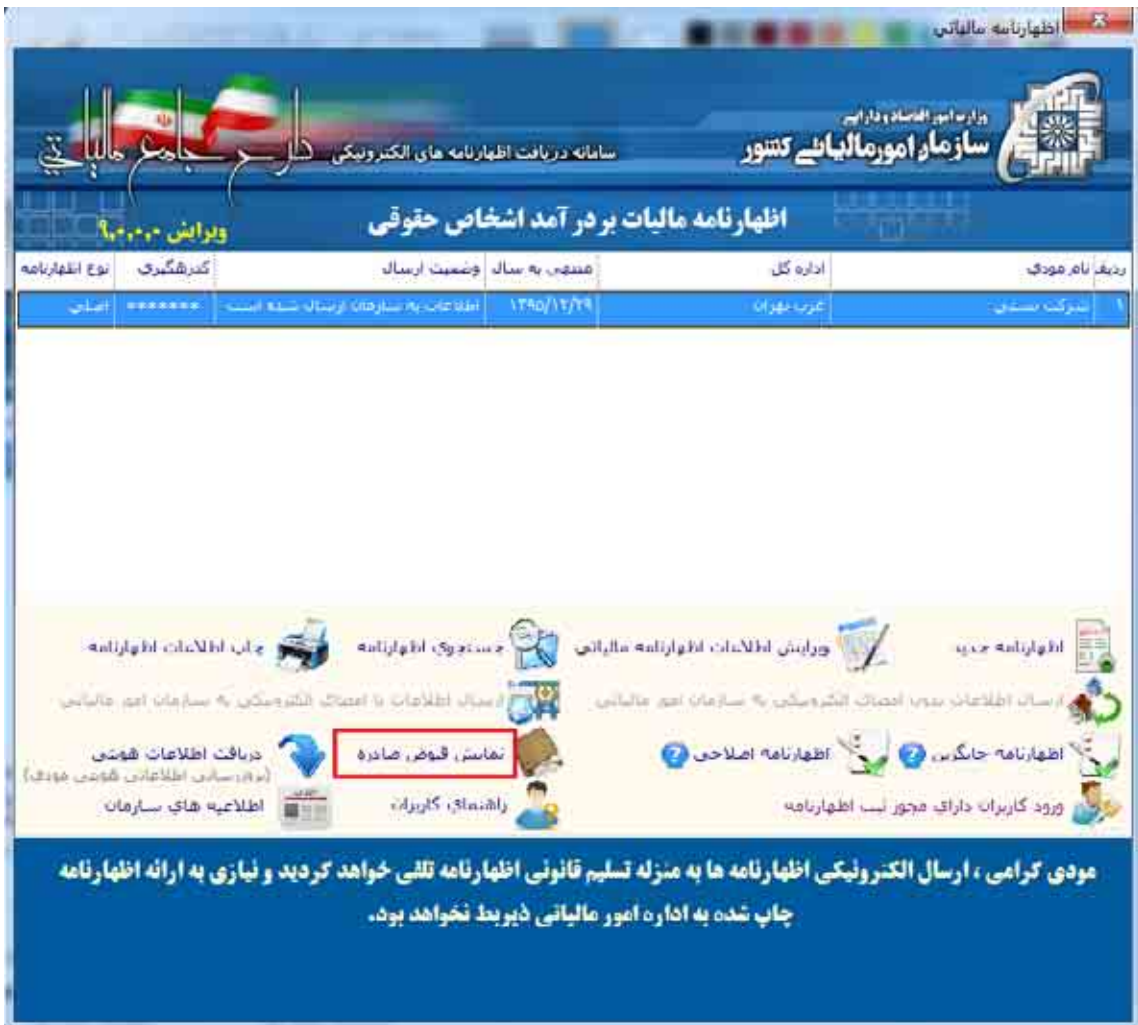 اظهارنامه مالیاتی
وزارت امور اقتصاد و دارایی
سازمان امور مالیاتی کشور
سامانه دریافت اظهارنامه های الکترونیکی
طرح جامع مالیاتی
اظهارنامه مالیات بر در آمد اشخاص حقوقی
ویرایش ۹,۰,۰,۰
ردیف نام مودی اداره کل منتهی به سال وضعیت ارسال کدرهگیری نوع اظهارنامه
۱ شرکت غرب تهران ۱۳۹۵/۱۲/۲۹ اطلاعات به سازمان ارسال شده است ******* اصلی
اظهارنامه جدید ویرایش اطلاعات اظهارنامه مالیاتی جستجوی اظهارنامه چاپ اطلاعات اظهارنامه
ارسال اطلاعات بدون امضای الکترونیکی به سازمان امور مالیاتی ارسال اطلاعات با امضای الکترونیکی به سازمان امور مالیاتی
اظهارنامه جایگزین ? اظهارنامه اصلاحی ? نمایش قبوض صادره دریافت اطلاعات هویتی
(بروزرسانی اطلاعاتی هویتی مودی)
ورود کاربران دارای مجوز ثبت اظهارنامه راهنمای کاربران اطلاعیه های سازمان
مودی گرامی ، ارسال الکترونیکی اظهارنامه ها به منزله تسلیم قانونی اظهارنامه تلقی خواهد گردید و نیازی به ارائه اظهارنامه
چاپ شده به اداره امور مالیاتی ذیربط نخواهد بود.